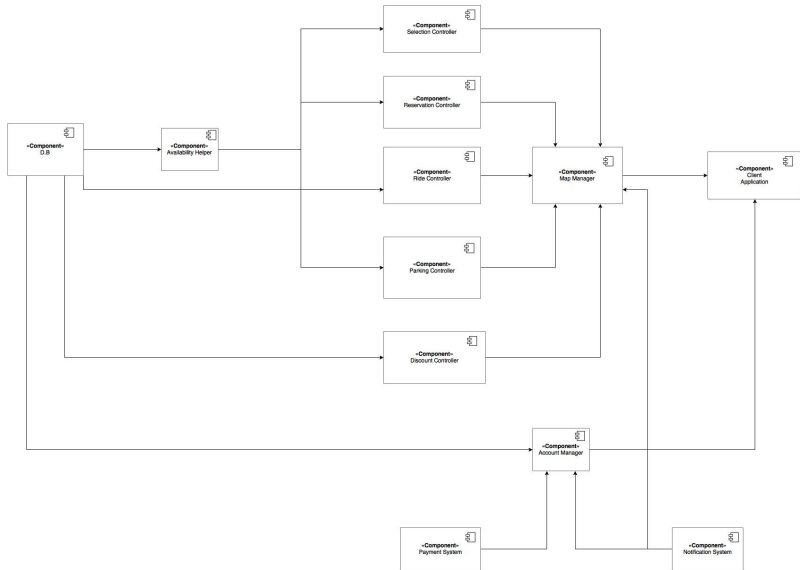 «Component»
Selection Controller
«Component»
Reservation Controller
«Component»
D.B
«Component»
Availability Helper
«Component»
Ride Controller
«Component»
Map Manager
«Component»
Client
Application
«Component»
Parking Controller
«Component»
Discount Controller
«Component»
Account Manager
«Component»
Payment System
«Component»
Notification System